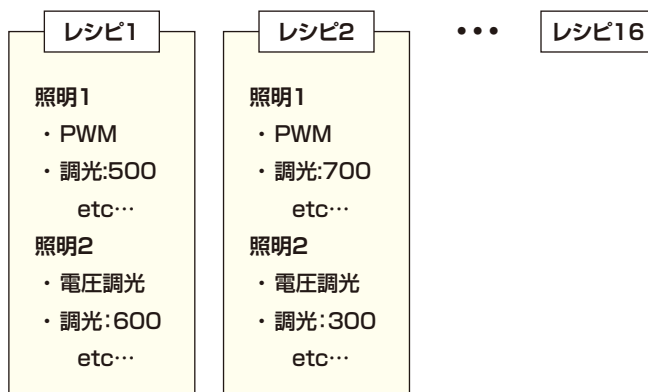 レシピ1
照明1
・PWM
・調光:500
etc…
照明2
・電圧調光
・調光：600
etc…
レシピ2
照明1
・PWM
・調光:700
etc…
照明2
・電圧調光
・調光：300
etc…
•••
レシピ16